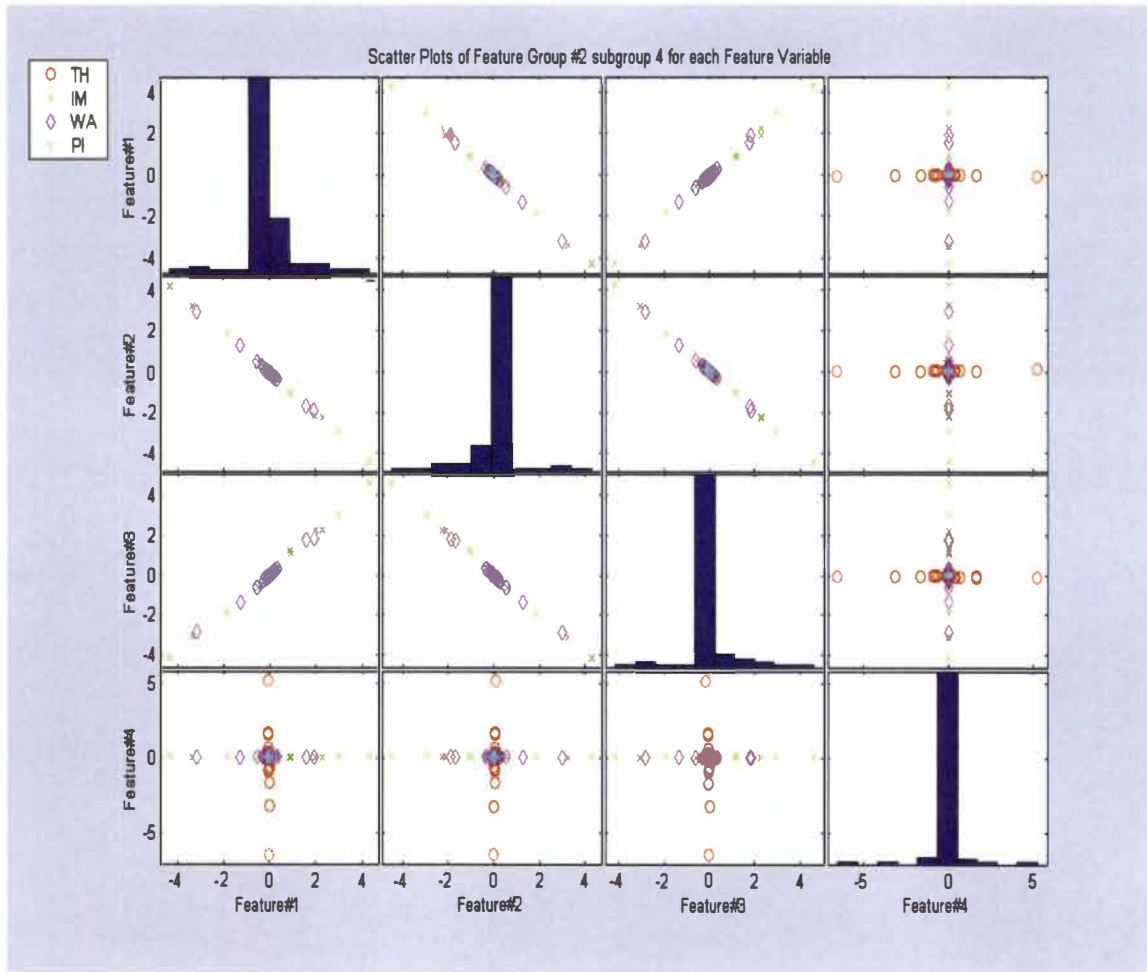 Scatter Plots of Feature Group #2 subgroup 4 for each Feature Variable
TH
IM
WA
PI
Feature#1
4
2
0
-2
-4
Feature#2
4
2
0
-2
-4
Feature#3
4
2
0
-2
-4
Feature#4
5
0
-5
-4 -2 0 2 4
-4 -2 0 2 4
-4 -2 0 2 4
-5 0 5
Feature#1
Feature#2
Feature#3
Feature#4